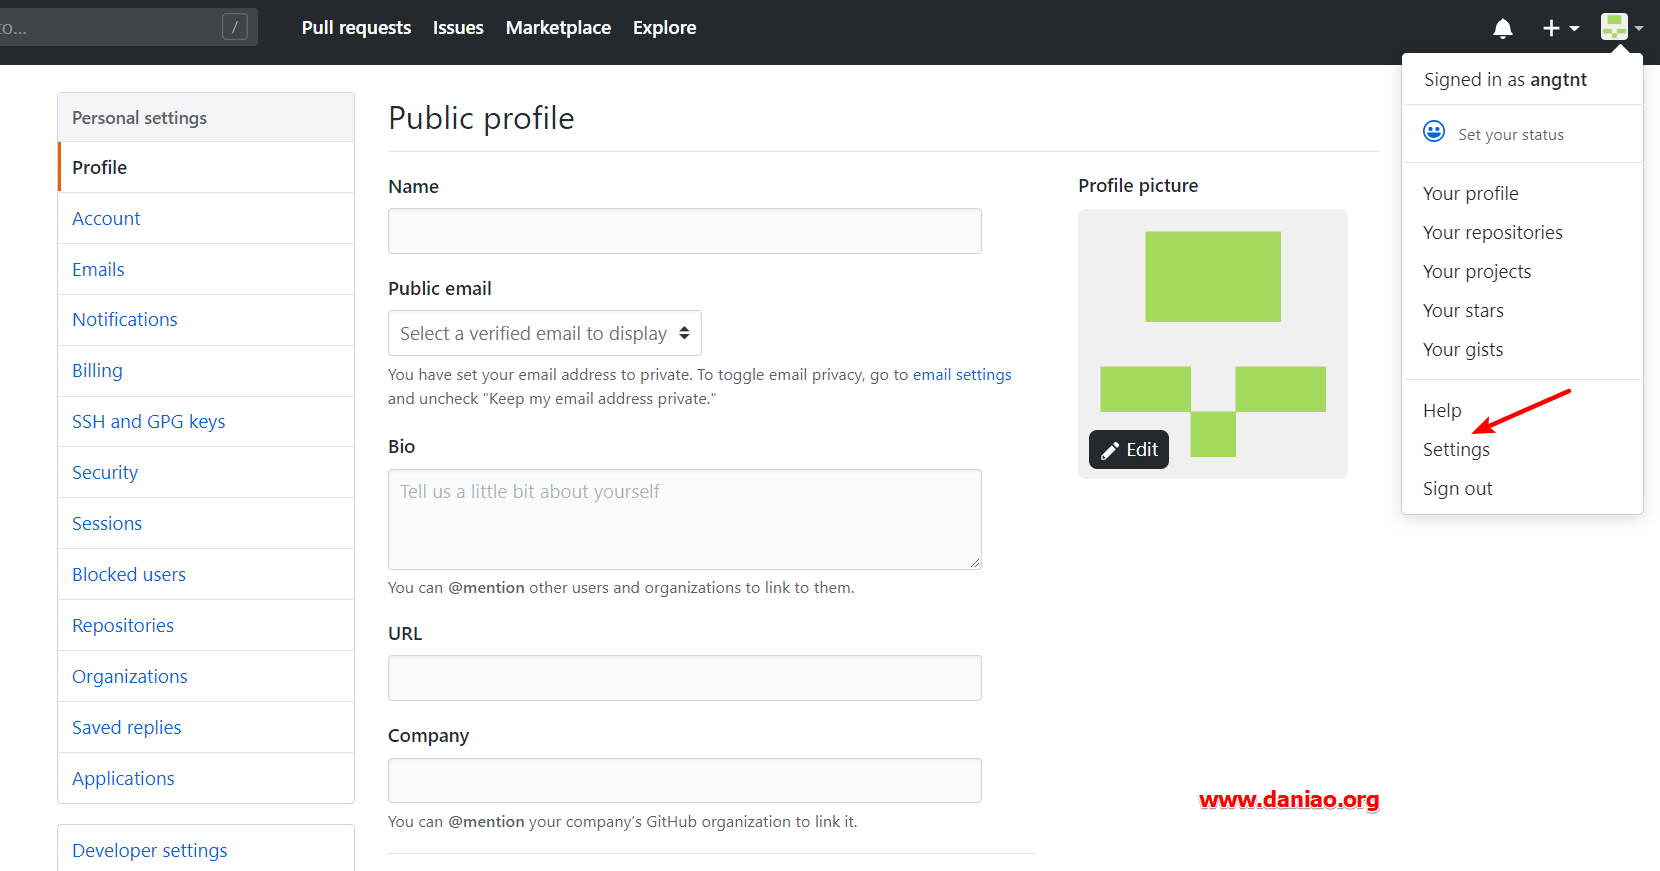 to...
/
Pull requests
Issues
Marketplace
Explore
Signed in as angtnt
Set your status
Your profile
Your repositories
Your projects
Your stars
Your gists
Help
Settings
Sign out
Personal settings
Profile
Account
Emails
Notifications
Billing
SSH and GPG keys
Security
Sessions
Blocked users
Repositories
Organizations
Saved replies
Applications
Developer settings
Public profile
Name
Public email
Select a verified email to display
You have set your email address to private. To toggle email privacy, go to email settings
and uncheck "Keep my email address private."
Bio
Tell us a little bit about yourself
You can @mention other users and organizations to link to them.
URL
Company
You can @mention your company’s GitHub organization to link it.
Profile picture
Edit
www.daniao.org